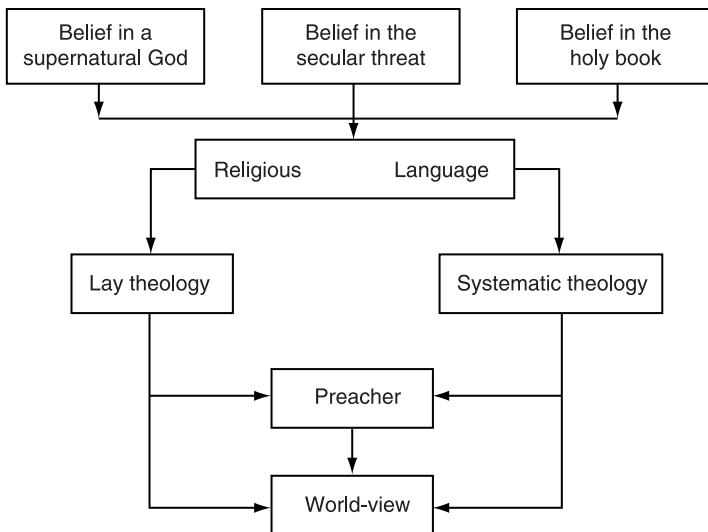 Belief in a
supernatural God
Belief in the
secular threat
Belief in the
holy book
Religious Language
Lay theology
Systematic theology
Preacher
World-view